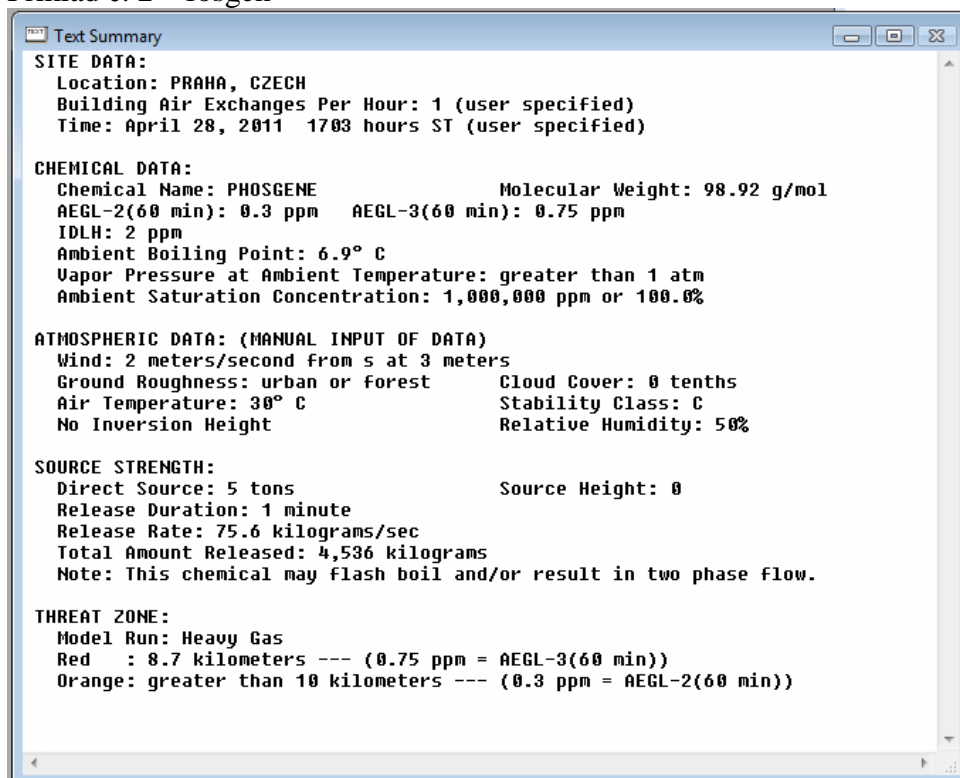 Text Summary
SITE DATA:
Location: PRAHA, CZECH
Building Air Exchanges Per Hour: 1 (user specified)
Time: April 28, 2011 1703 hours ST (user specified)
CHEMICAL DATA:
Chemical Name: PHOSGENE Molecular Weight: 98.92 g/mol
AEGL-2(60 min): 0.3 ppm AEGL-3(60 min): 0.75 ppm
IDLH: 2 ppm
Ambient Boiling Point: 6.9° C
Vapor Pressure at Ambient Temperature: greater than 1 atm
Ambient Saturation Concentration: 1,000,000 ppm or 100.0%
ATMOSPHERIC DATA: (MANUAL INPUT OF DATA)
Wind: 2 meters/second from s at 3 meters
Ground Roughness: urban or forest Cloud Cover: 0 tenths
Air Temperature: 30° C Stability Class: C
No Inversion Height Relative Humidity: 50%
SOURCE STRENGTH:
Direct Source: 5 tons Source Height: 0
Release Duration: 1 minute
Release Rate: 75.6 kilograms/sec
Total Amount Released: 4,536 kilograms
Note: This chemical may flash boil and/or result in two phase flow.
THREAT ZONE:
Model Run: Heavy Gas
Red : 8.7 kilometers --- (0.75 ppm = AEGL-3(60 min))
Orange: greater than 10 kilometers --- (0.3 ppm = AEGL-2(60 min))